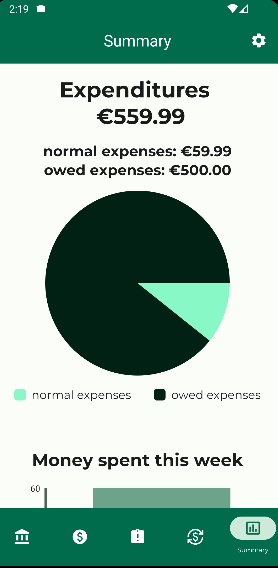 2:19
Summary
Expenditures
€559.99
normal expenses: €59.99
owed expenses: €500.00
normal expenses owed expenses
Money spent this week
60
Summary